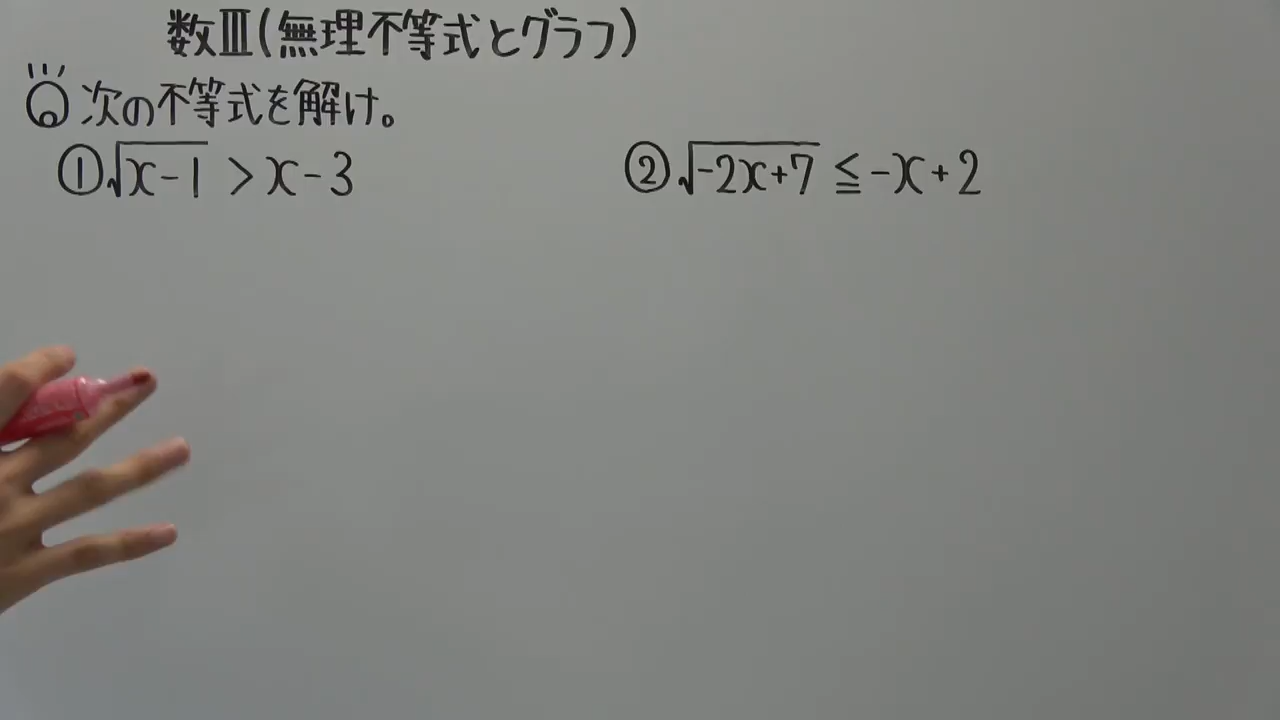 数Ⅲ(無理不等式とグラフ)
Q 次の不等式を解け。
①√x-1 > x-3
②√-2x+7 ≦ -x+2